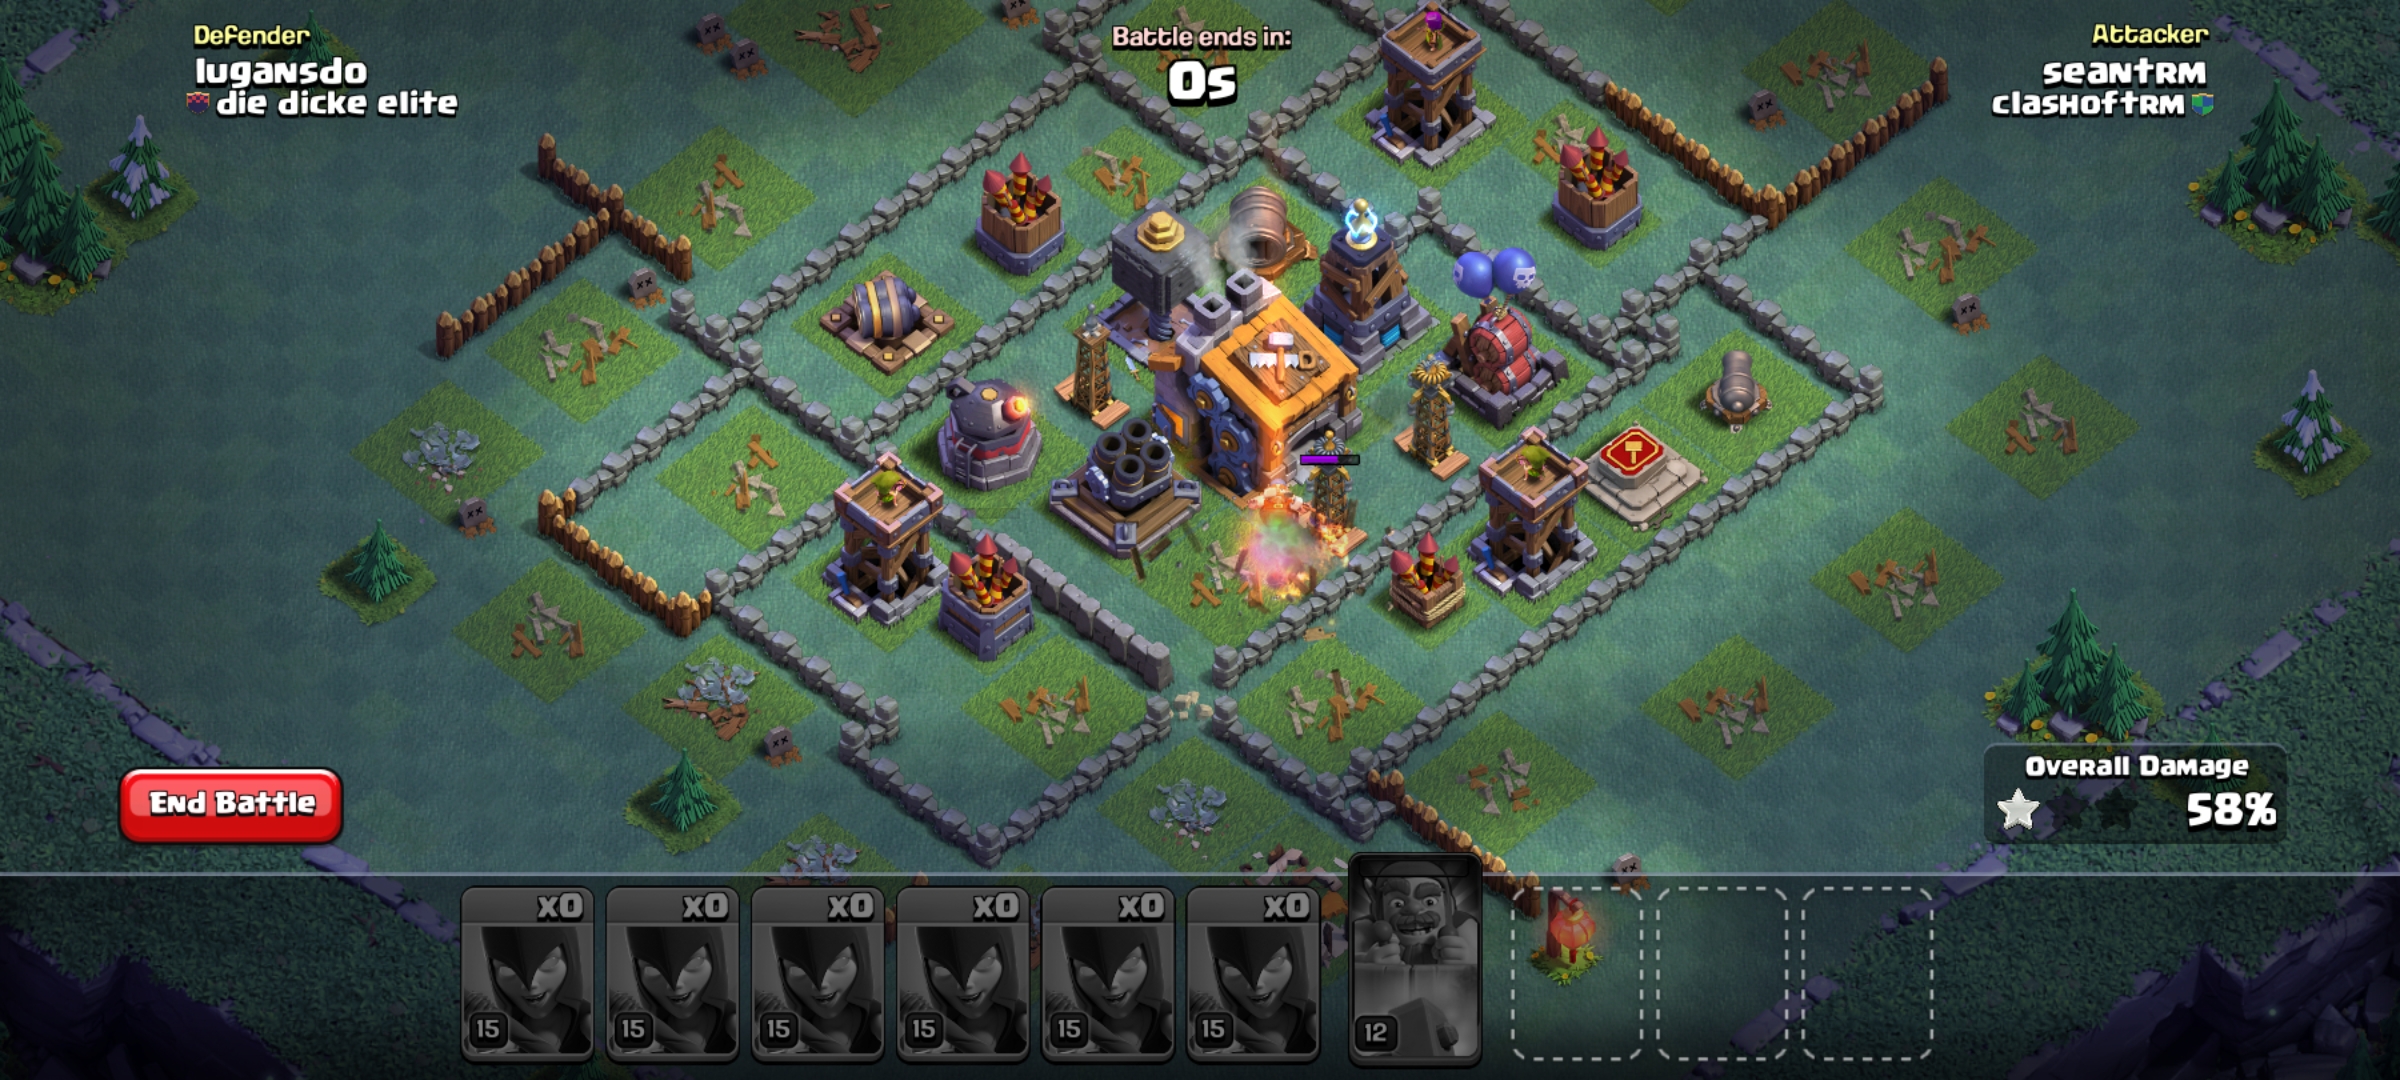 Defender
lugansdo
die dicke elite
Battle ends in:
0s
Attacker
seantRM
clashoftRM
End Battle
Overall Damage
58%
x0 x0 x0 x0 x0 x0
15 15 15 15 15 15 12